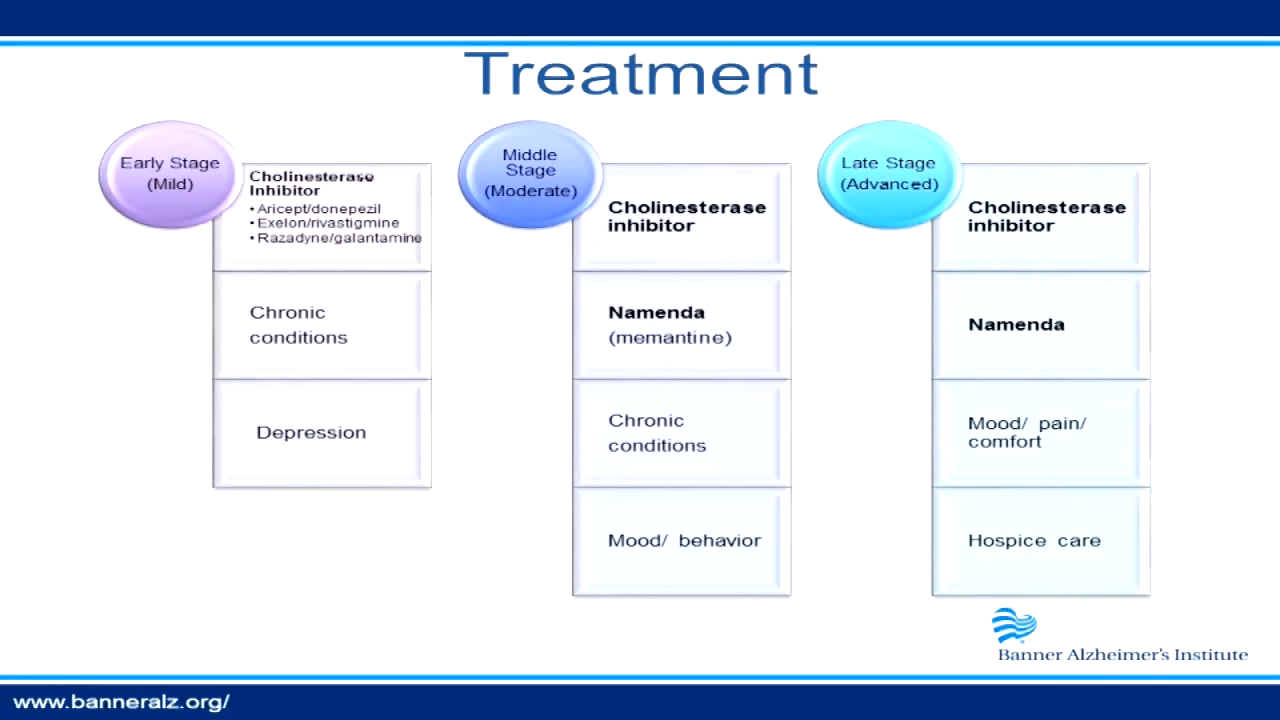 Treatment
Early Stage
(Mild)
Cholinesterase
Inhibitor
• Aricept/donepezil
• Exelon/rivastigmine
• Razadyne/galantamine
Chronic
conditions
Depression
Middle
Stage
(Moderate)
Cholinesterase
inhibitor
Namenda
(memantine)
Chronic
conditions
Mood/ behavior
Late Stage
(Advanced)
Cholinesterase
inhibitor
Namenda
Mood/ pain/
comfort
Hospice care
Banner Alzheimer's Institute
www.banneralz.org/